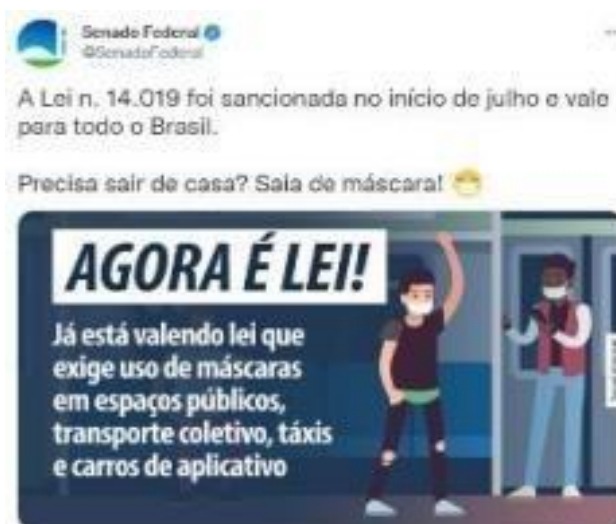 Senado Federal
@SenadoFederal
A Lei n. 14.019 foi sancionada no início de julho e vale
para todo o Brasil.
Precisa sair de casa? Saia de máscara!
AGORA É LEI!
Já está valendo lei que
exige uso de máscaras
em espaços públicos,
transporte coletivo, táxis
e carros de aplicativo